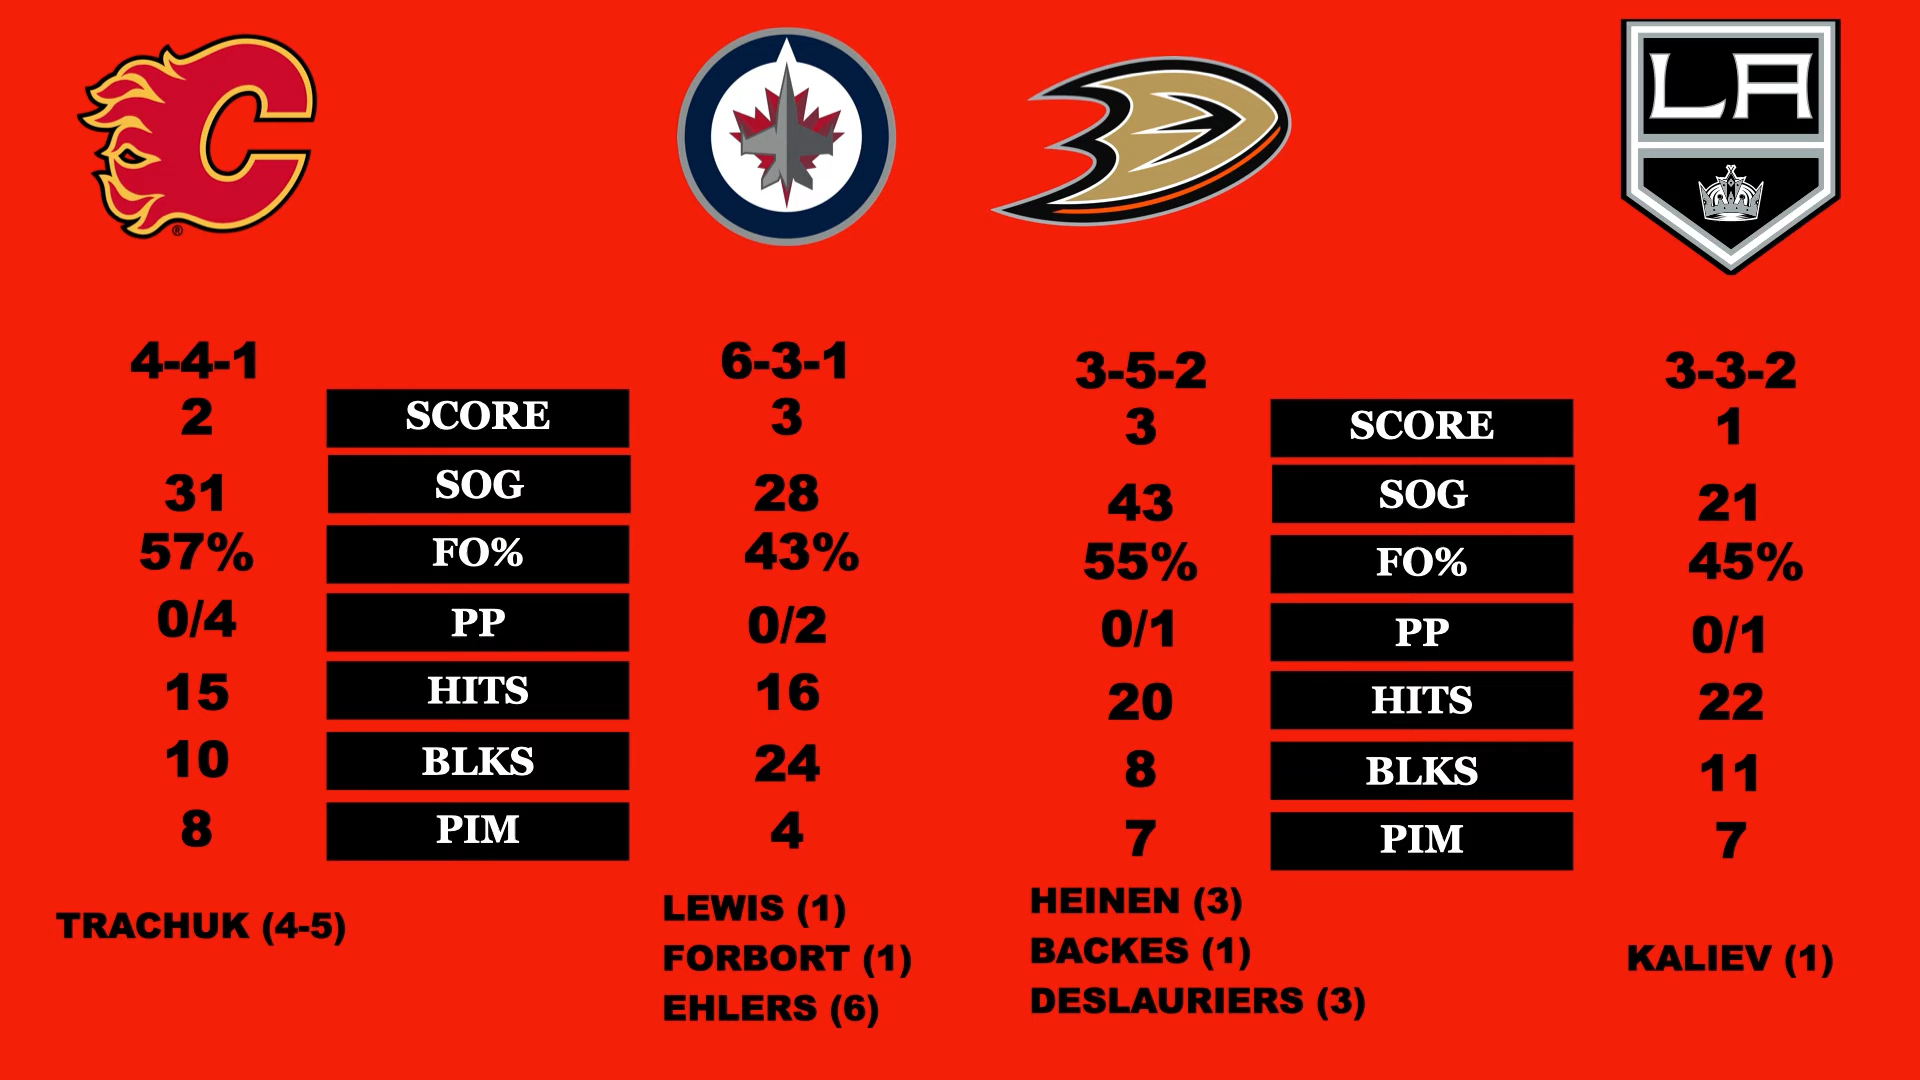 ®
LA
4-4-1 6-3-1
2 SCORE 3
31 SOG 28
57% FO% 43%
0/4 PP 0/2
15 HITS 16
10 BLKS 24
8 PIM 4
TRACHUK (4-5)
LEWIS (1)
FORBORT (1)
EHLERS (6)
3-5-2 3-3-2
3 SCORE 1
43 SOG 21
55% FO% 45%
0/1 PP 0/1
20 HITS 22
8 BLKS 11
7 PIM 7
HEINEN (3)
BACKES (1)
DESLAURIERS (3)
KALIEV (1)